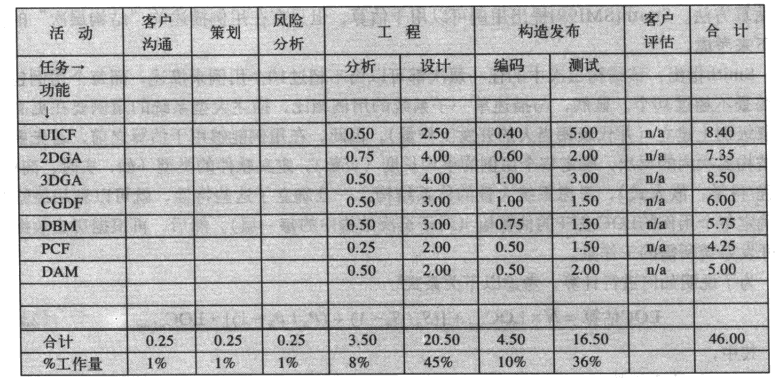 活 动 客户沟通 策划 风险分析 工 程 构造发布 客户评估 合 计
任务→ 分析 设计 编码 测试
功能
↓
UICF 0.50 2.50 0.40 5.00 n/a 8.40
2DGA 0.75 4.00 0.60 2.00 n/a 7.35
3DGA 0.50 4.00 1.00 3.00 n/a 8.50
CGDF 0.50 3.00 1.00 1.50 n/a 6.00
DBM 0.50 3.00 0.75 1.50 n/a 5.75
PCF 0.25 2.00 0.50 1.50 n/a 4.25
DAM 0.50 2.00 0.50 2.00 n/a 5.00
合计 0.25 0.25 0.25 3.50 20.50 4.50 16.50 46.00
%工作量 1% 1% 1% 8% 45% 10% 36%